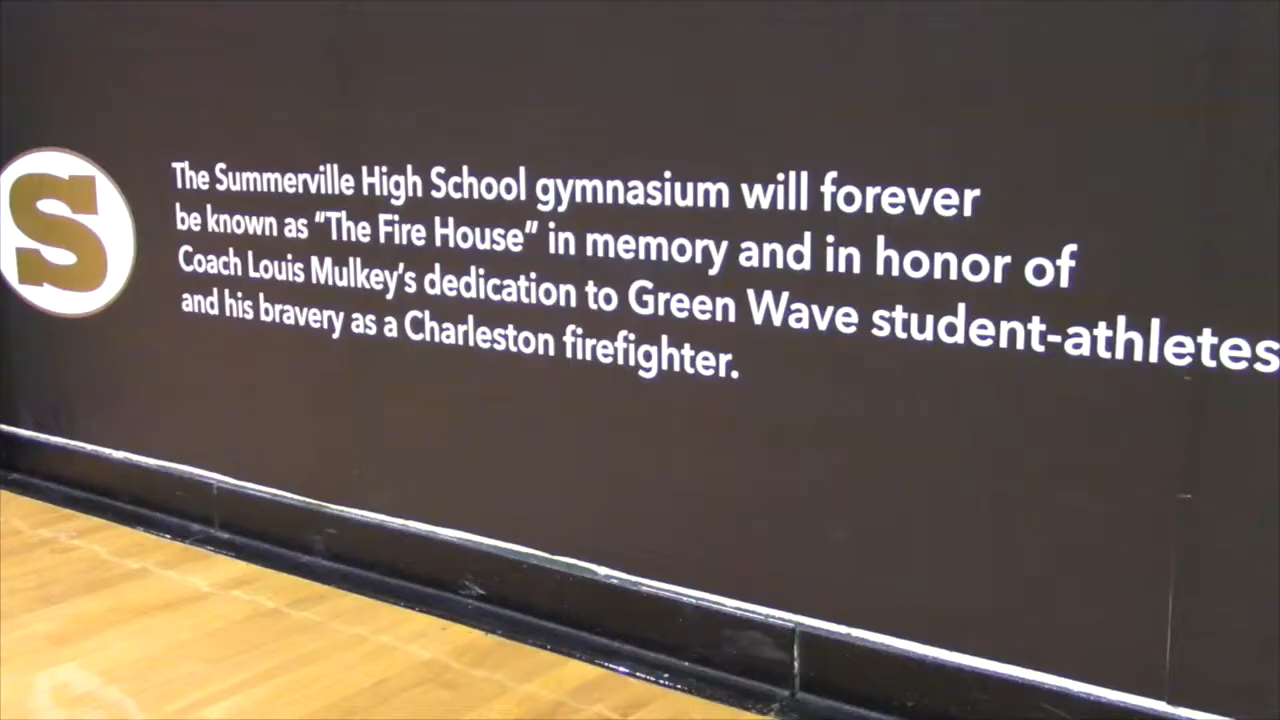 S
The Summerville High School gymnasium will forever
be known as “The Fire House” in memory and in honor of
Coach Louis Mulkey’s dedication to Green Wave student-athletes
and his bravery as a Charleston firefighter.